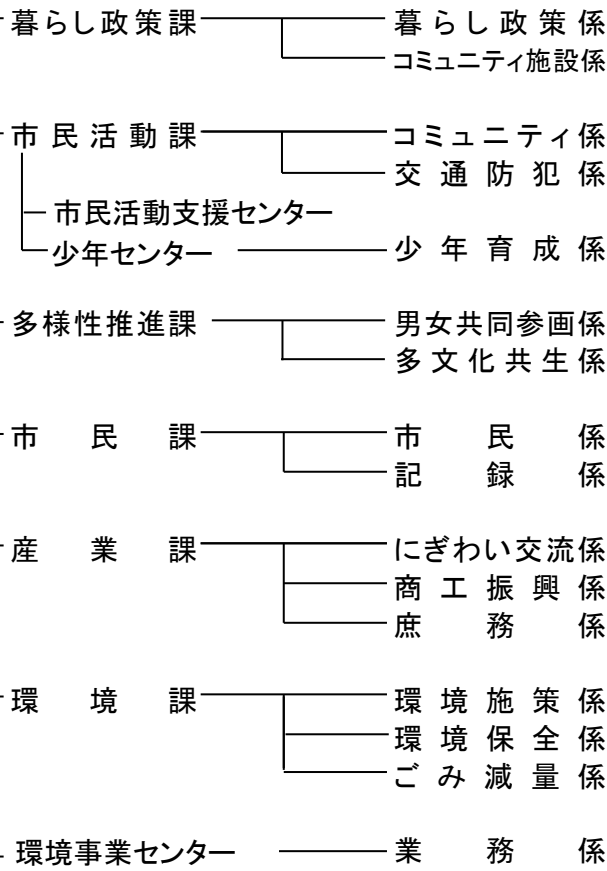 暮らし政策課 暮らし政策係
コミュニティ施設係
市民活動課 コミュニティ係
交通防犯係
市民活動支援センター
少年センター 少年育成係
多様性推進課 男女共同参画係
多文化共生係
市民課 市民係
記録係
産業課 にぎわい交流係
商工振興係
庶務係
環境課 環境施策係
環境保全係
ごみ減量係
環境事業センター 業務係